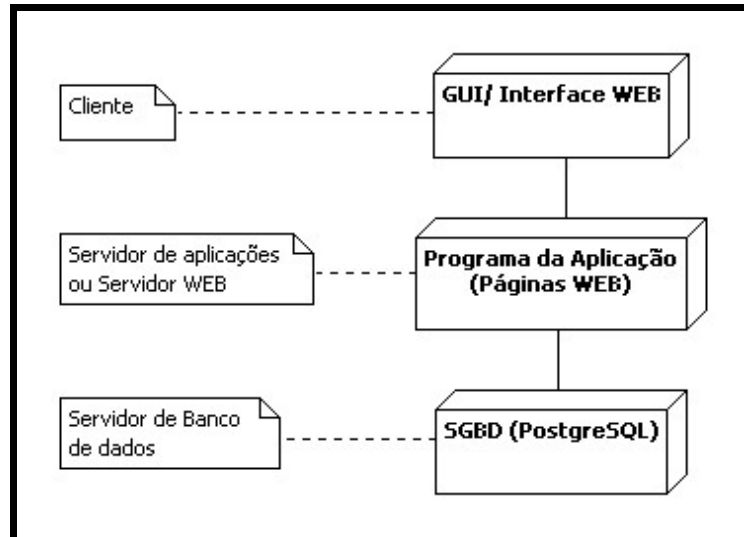 Cliente
GUI/ Interface WEB
Servidor de aplicações
ou Servidor WEB
Programa da Aplicação
(Páginas WEB)
Servidor de Banco
de dados
SGBD (PostgreSQL)